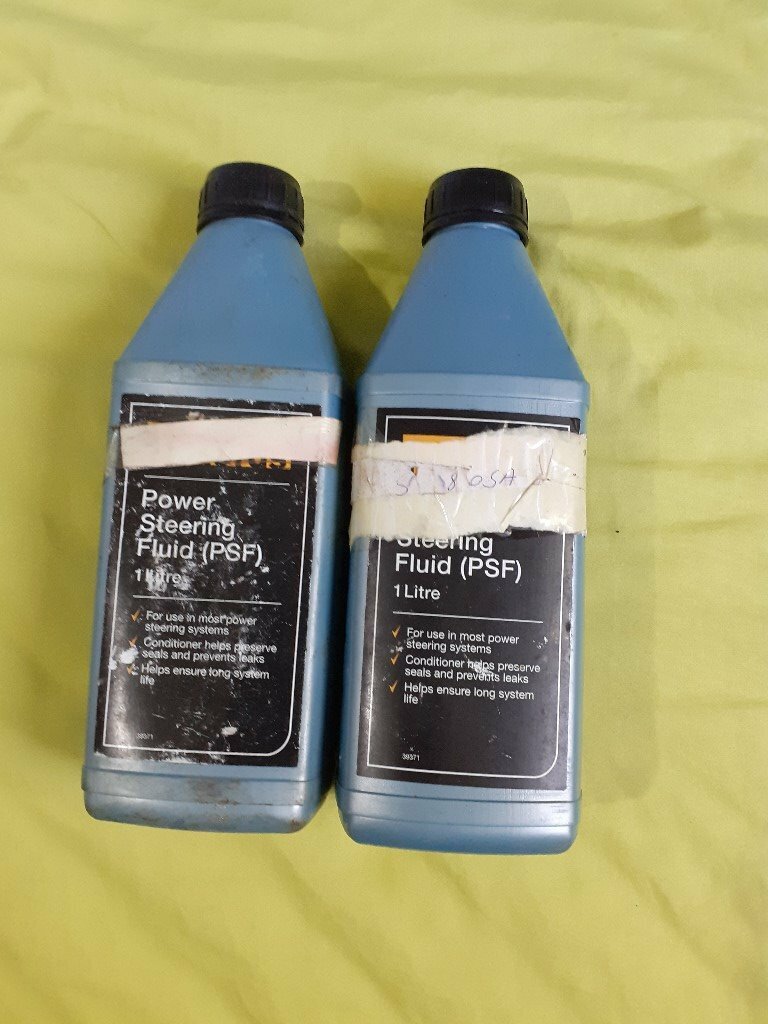 Power
Steering
Fluid (PSF)
1 Litre
For use in most power
steering systems
Conditioner helps preserve
seals and prevents leaks
Helps ensure long system
life
39371
Steering
Fluid (PSF)
1 Litre
For use in most power
steering systems
Conditioner helps preserve
seals and prevents leaks
Helps ensure long system
life
39371